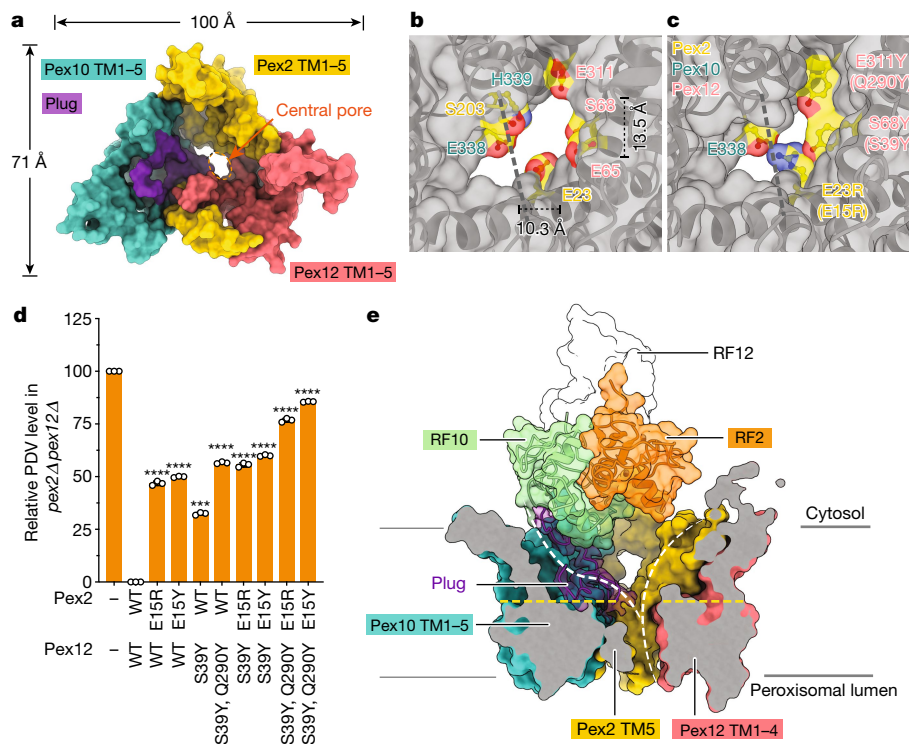 a
100 Å
71 Å
Pex10 TM1–5
Pex2 TM1–5
Plug
Central pore
Pex12 TM1–5
b
H339
E311
S203
S68
13.5 Å
E338
E65
E23
10.3 Å
c
Pex2
Pex10
Pex12
E311Y
(Q290Y)
S68Y
(S39Y)
E338
E23R
(E15R)
d
Relative PDV level in
pex2Δpex12Δ
125
100
75
50
25
0
**** **** *** **** **** **** **** ****
Pex2 – WT E15R E15Y WT WT E15R E15Y E15R E15Y
Pex12 – WT WT WT S39Y S39Y, Q290Y S39Y S39Y S39Y, Q290Y S39Y, Q290Y
e
RF12
RF10
RF2
Cytosol
Plug
Pex10 TM1–5
Peroxisomal lumen
Pex2 TM5
Pex12 TM1–4